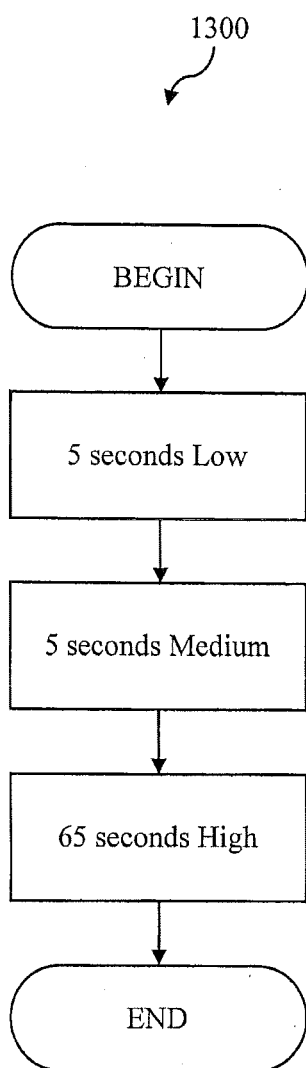 1300
BEGIN
5 seconds Low
5 seconds Medium
65 seconds High
END